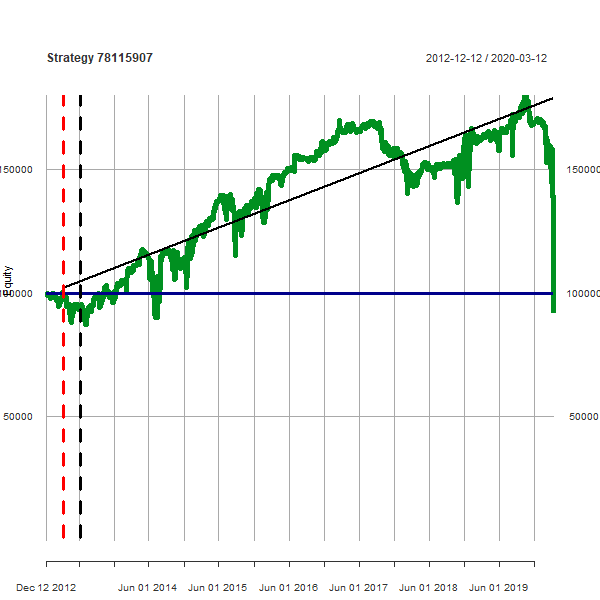 Strategy 78115907
2012-12-12 / 2020-03-12
150000
150000
equity
100000
100000
50000
50000
Dec 12 2012
Jun 01 2014
Jun 01 2015
Jun 01 2016
Jun 01 2017
Jun 01 2018
Jun 01 2019